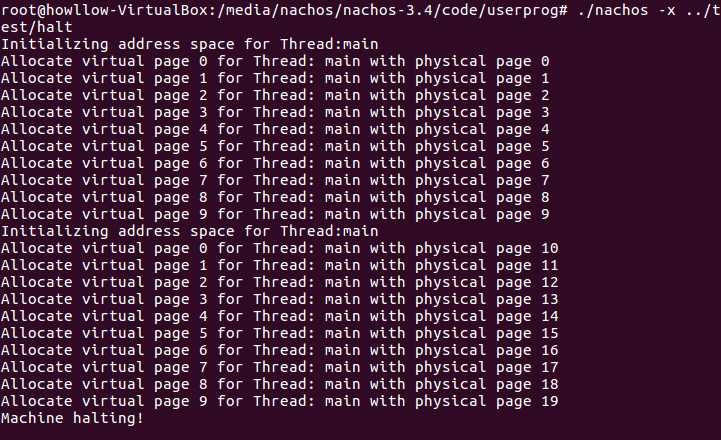 root@howllow-VirtualBox:/media/nachos/nachos-3.4/code/userprog# ./nachos -x ../t
est/halt
Initializing address space for Thread:main
Allocate virtual page 0 for Thread: main with physical page 0
Allocate virtual page 1 for Thread: main with physical page 1
Allocate virtual page 2 for Thread: main with physical page 2
Allocate virtual page 3 for Thread: main with physical page 3
Allocate virtual page 4 for Thread: main with physical page 4
Allocate virtual page 5 for Thread: main with physical page 5
Allocate virtual page 6 for Thread: main with physical page 6
Allocate virtual page 7 for Thread: main with physical page 7
Allocate virtual page 8 for Thread: main with physical page 8
Allocate virtual page 9 for Thread: main with physical page 9
Initializing address space for Thread:main
Allocate virtual page 0 for Thread: main with physical page 10
Allocate virtual page 1 for Thread: main with physical page 11
Allocate virtual page 2 for Thread: main with physical page 12
Allocate virtual page 3 for Thread: main with physical page 13
Allocate virtual page 4 for Thread: main with physical page 14
Allocate virtual page 5 for Thread: main with physical page 15
Allocate virtual page 6 for Thread: main with physical page 16
Allocate virtual page 7 for Thread: main with physical page 17
Allocate virtual page 8 for Thread: main with physical page 18
Allocate virtual page 9 for Thread: main with physical page 19
Machine halting!